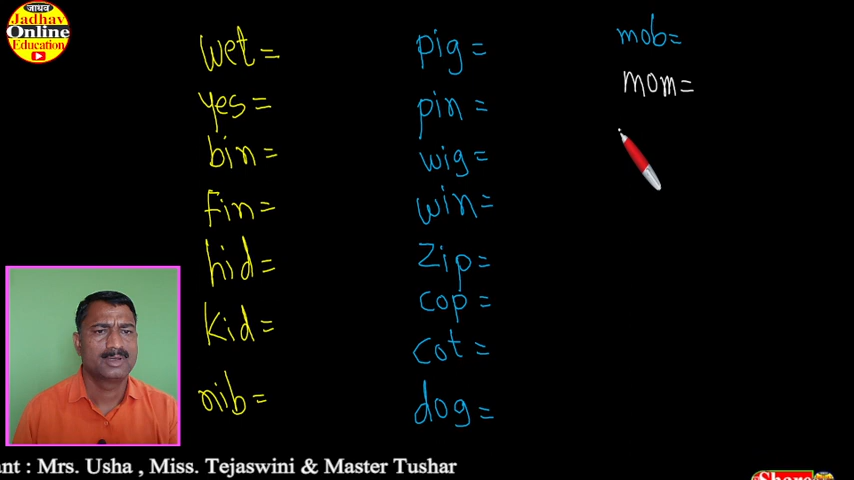 जाधव
Jadhav
Online
Education
wet =
yes =
bin =
fin =
hid =
kid =
nib =
pig =
pin =
wig =
win =
zip =
cop =
cot =
dog =
mob =
mom =
ant : Mrs. Usha , Miss. Tejaswini & Master Tushar
Share